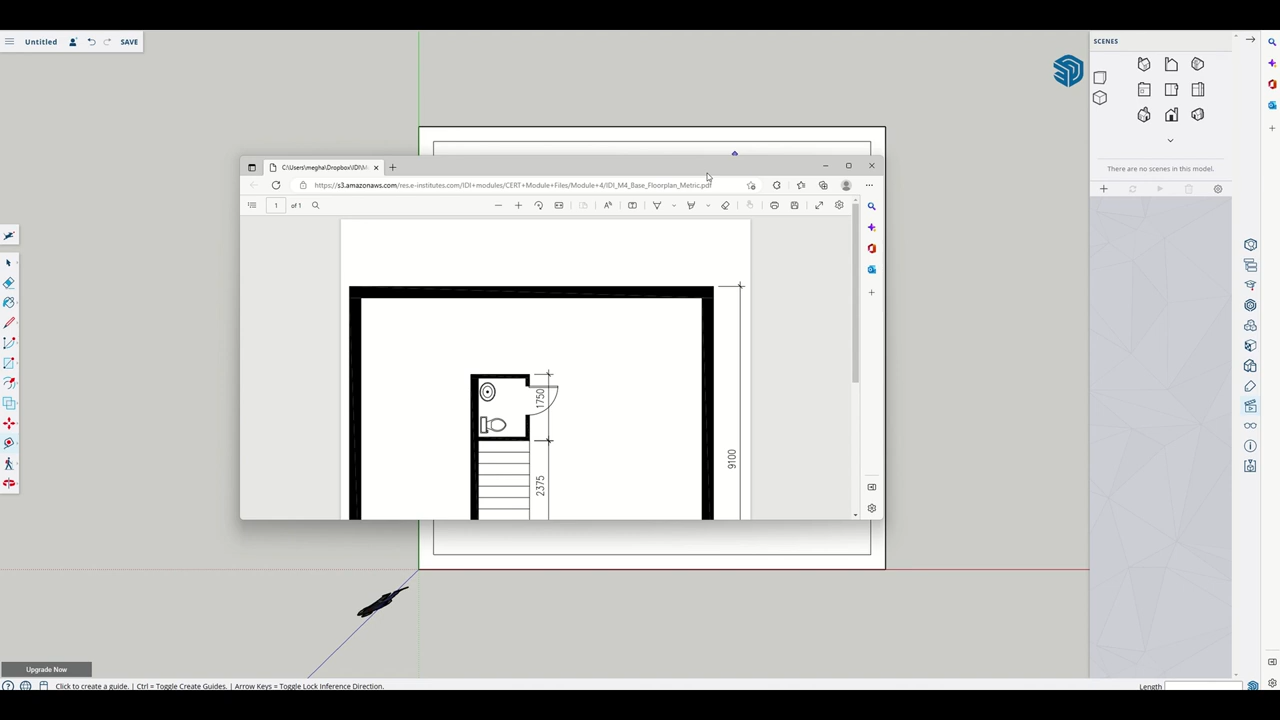 Untitled
SAVE
SCENES
There are no scenes in this model.
C:\Users\megha\Dropbox\IDI\M
https://s3.amazonaws.com/res.e-institutes.com/IDI+modules/CERT+Module+Files/Module+4/IDI_M4_Base_Floorplan_Metric.pdf
1 of 1
1750
2375
9100
Upgrade Now
Click to create a guide. | Ctrl = Toggle Create Guides. | Arrow Keys = Toggle Lock Inference Direction.
Length